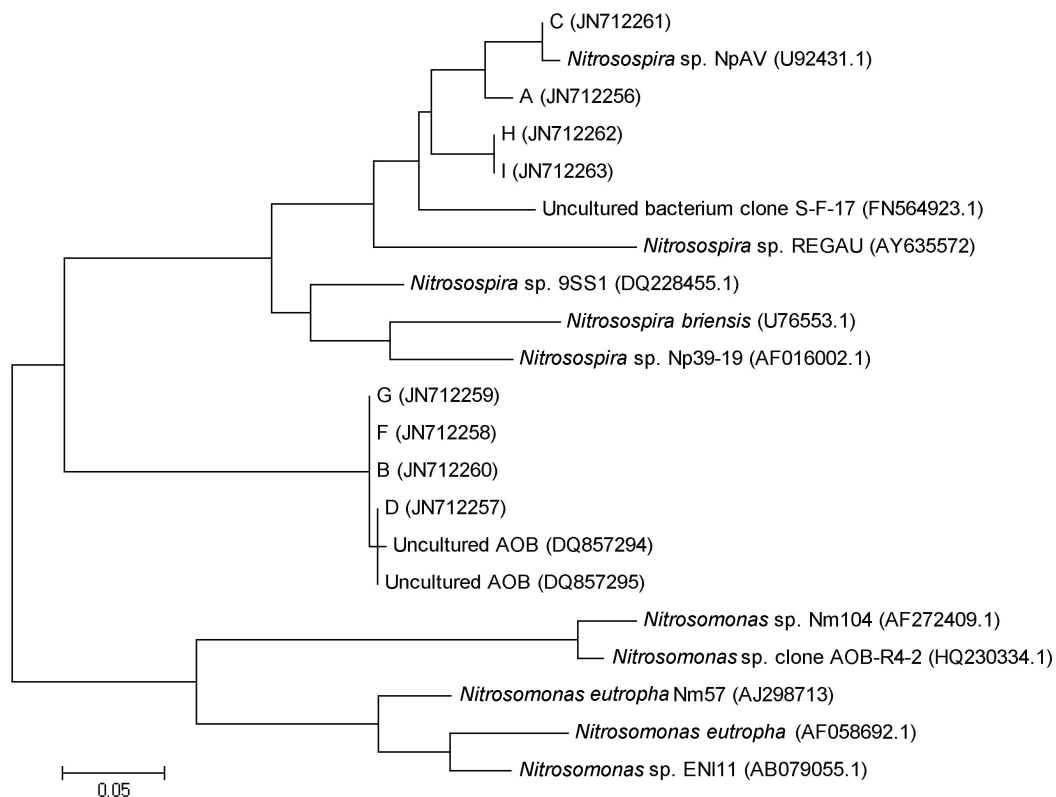 C (JN712261)
Nitrosospira sp. NpAV (U92431.1)
A (JN712256)
H (JN712262)
I (JN712263)
Uncultured bacterium clone S-F-17 (FN564923.1)
Nitrosospira sp. REGAU (AY635572)
Nitrosospira sp. 9SS1 (DQ228455.1)
Nitrosospira briensis (U76553.1)
Nitrosospira sp. Np39-19 (AF016002.1)
G (JN712259)
F (JN712258)
B (JN712260)
D (JN712257)
Uncultured AOB (DQ857294)
Uncultured AOB (DQ857295)
Nitrosomonas sp. Nm104 (AF272409.1)
Nitrosomonas sp. clone AOB-R4-2 (HQ230334.1)
Nitrosomonas eutropha Nm57 (AJ298713)
Nitrosomonas eutropha (AF058692.1)
Nitrosomonas sp. ENI11 (AB079055.1)
0.05